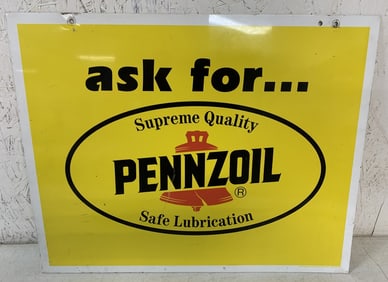 ask for...
Supreme Quality
PENNZOIL
®
Safe Lubrication